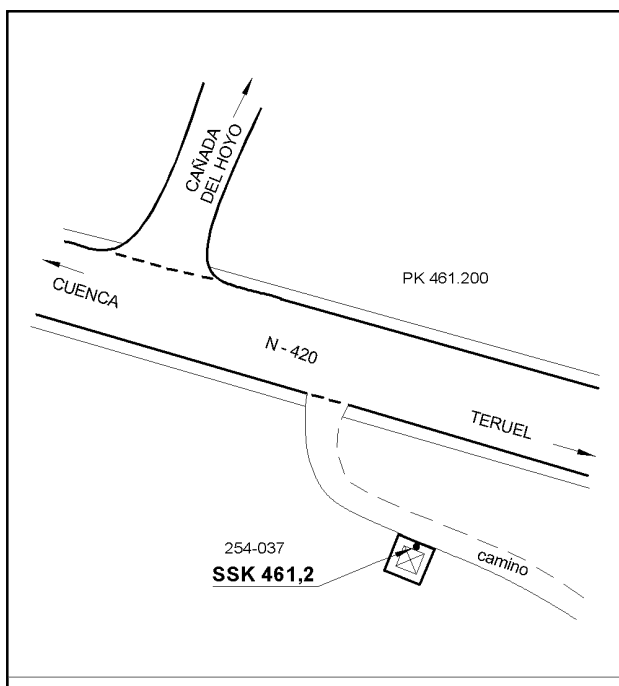 CAÑADA
DEL HOYO
PK 461.200
CUENCA
N - 420
TERUEL
254-037
SSK 461,2
camino